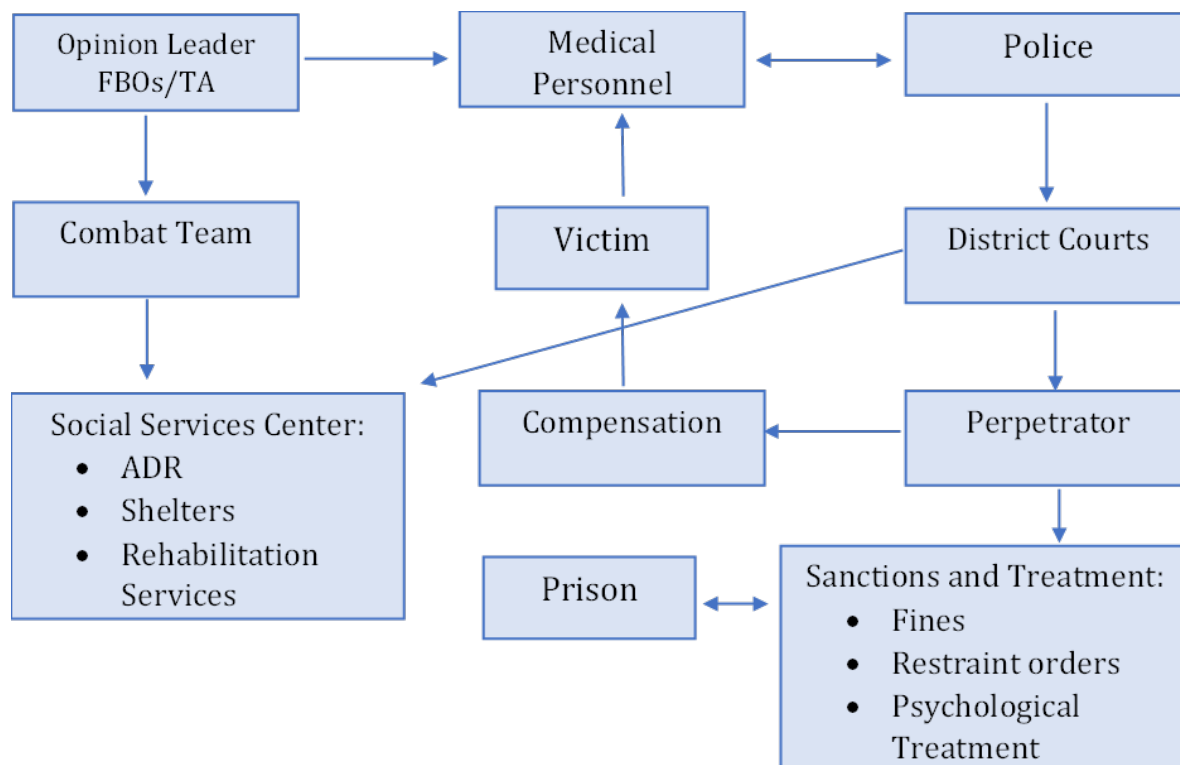 Opinion Leader
FBOs/TA
Medical
Personnel
Police
Combat Team
Victim
District Courts
Social Services Center:
• ADR
• Shelters
• Rehabilitation
Services
Compensation
Perpetrator
Prison
Sanctions and Treatment:
• Fines
• Restraint orders
• Psychological
Treatment